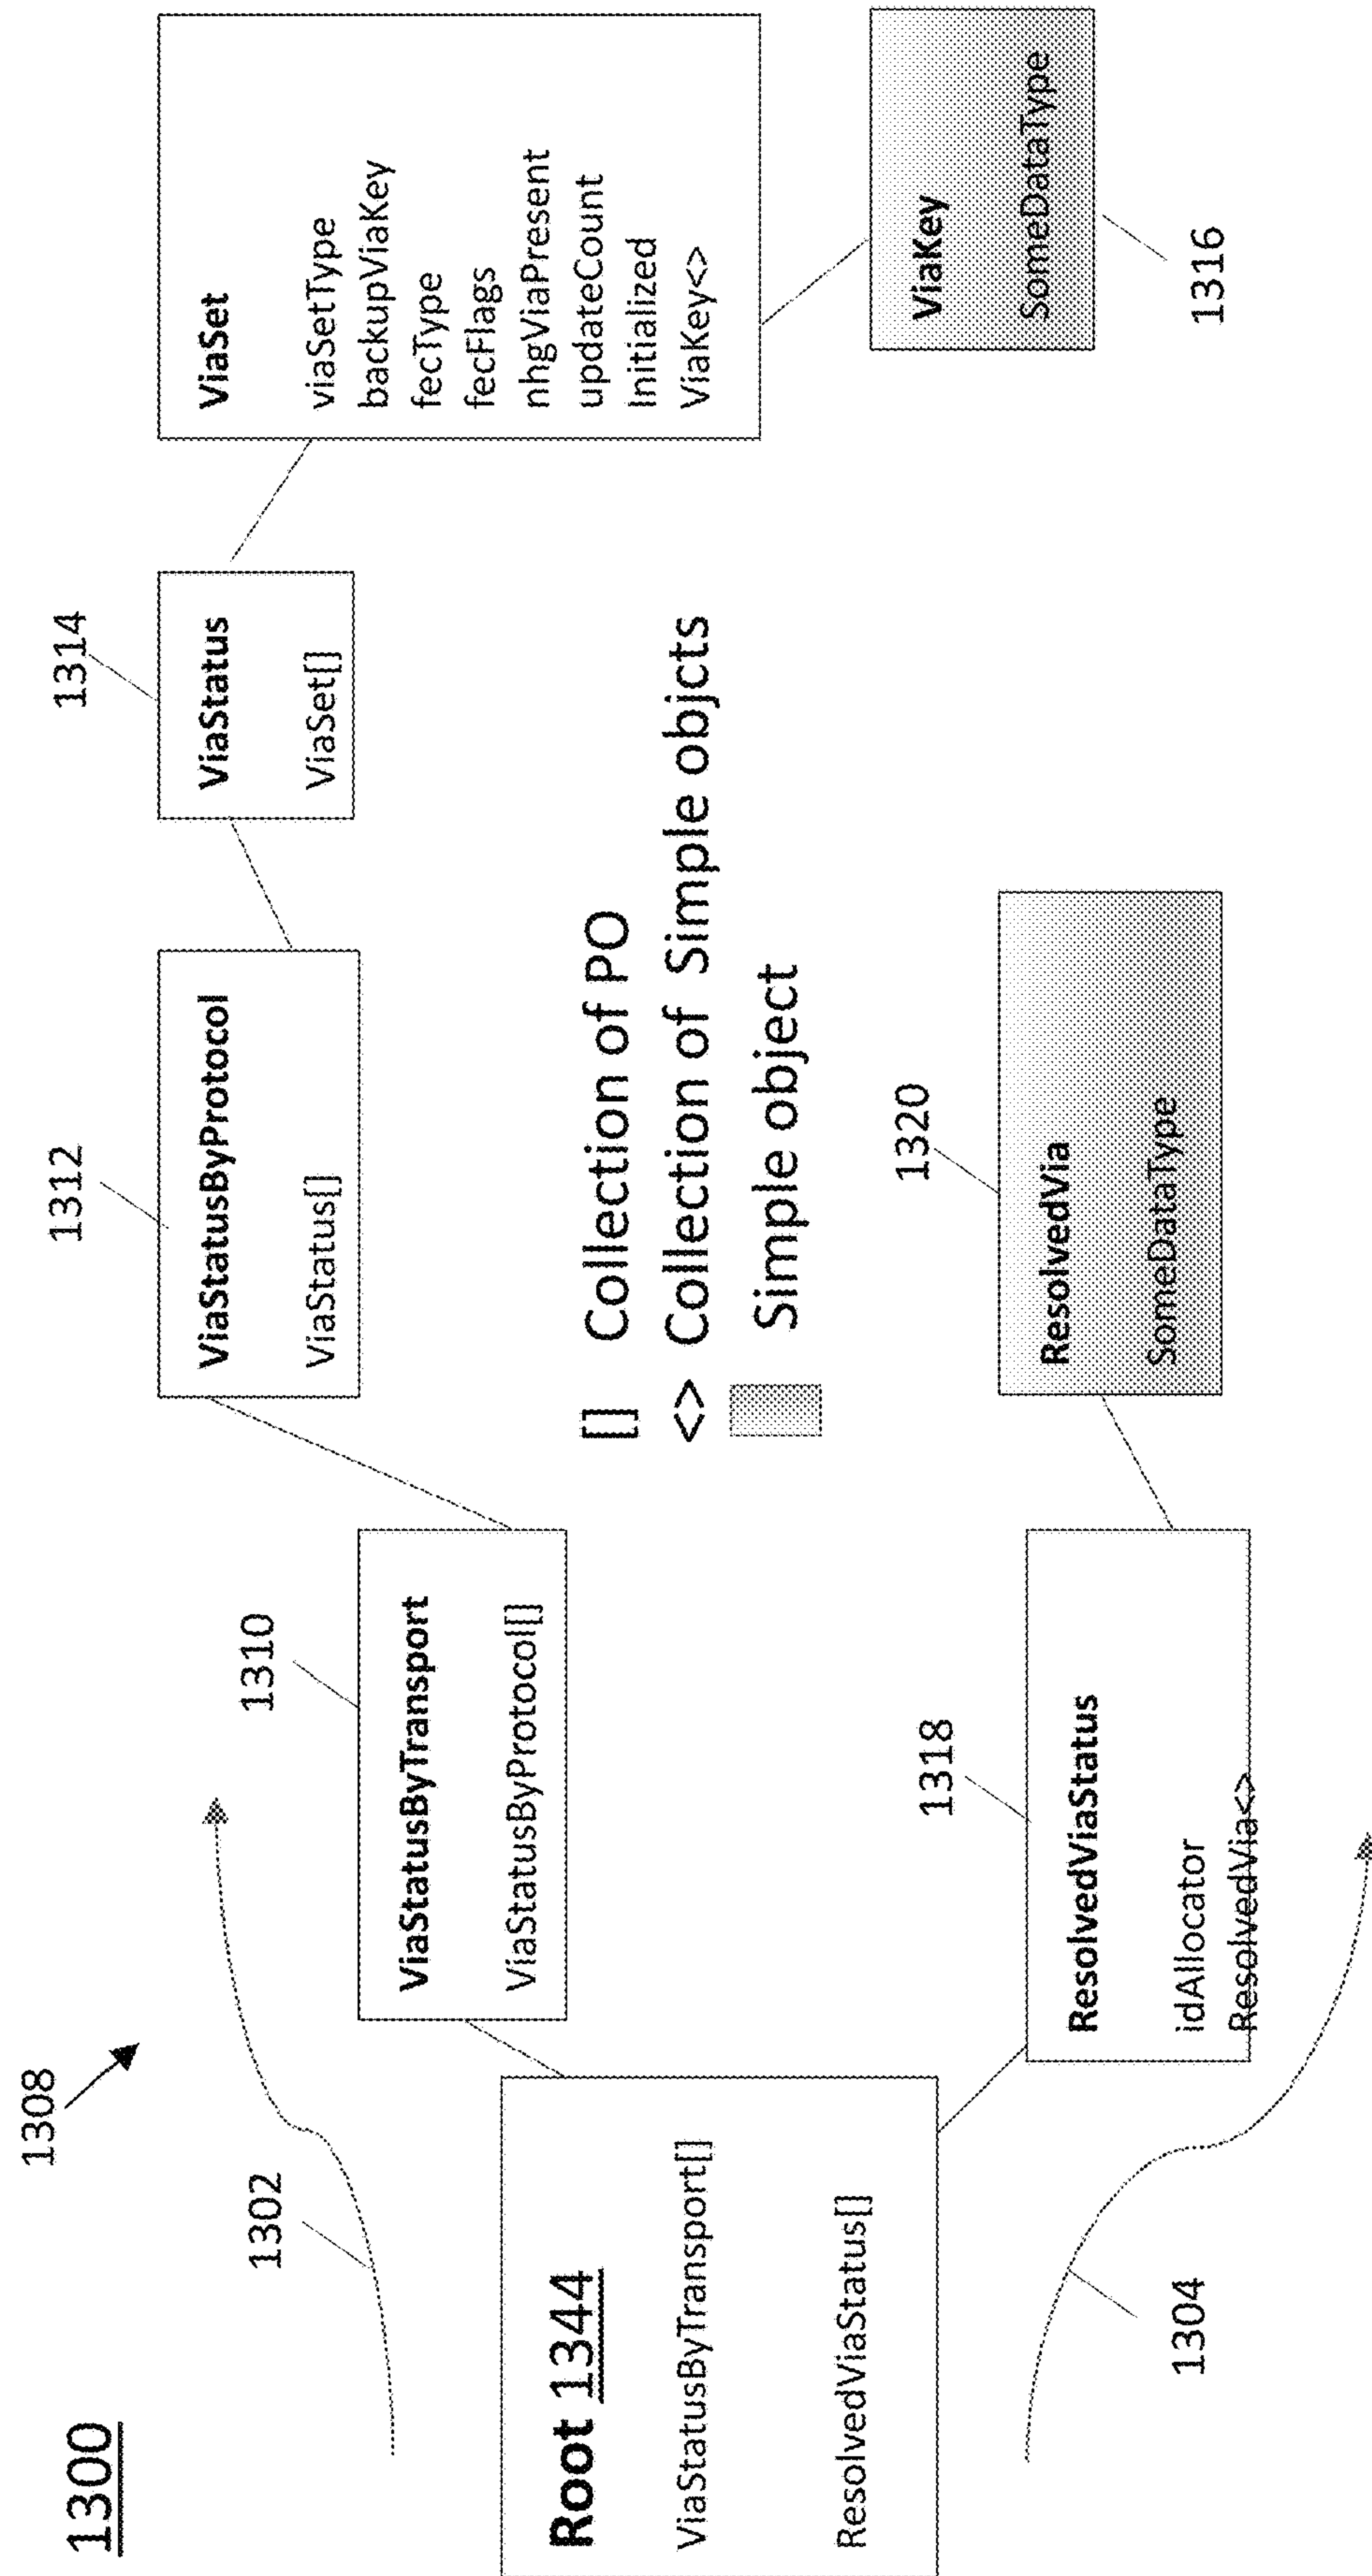 1300
1308
1302
1304
Root 1344
ViaStatusByTransport[]
ResolvedViaStatus[]
1310
ViaStatusByTransport
ViaStatusByProtocol[]
1312
ViaStatusByProtocol
ViaStatus[]
1314
ViaStatus
ViaSet[]
ViaSet
viaSetType
backupViaKey
fecType
fecFlags
nhgViaPresent
updateCount
Initialized
ViaKey<>
ViaKey
SomeDataType
1316
[] Collection of PO
<> Collection of Simple objcts
Simple object
1318
ResolvedViaStatus
idAllocator
ResolvedVia<>
1320
ResolvedVia
SomeDataType